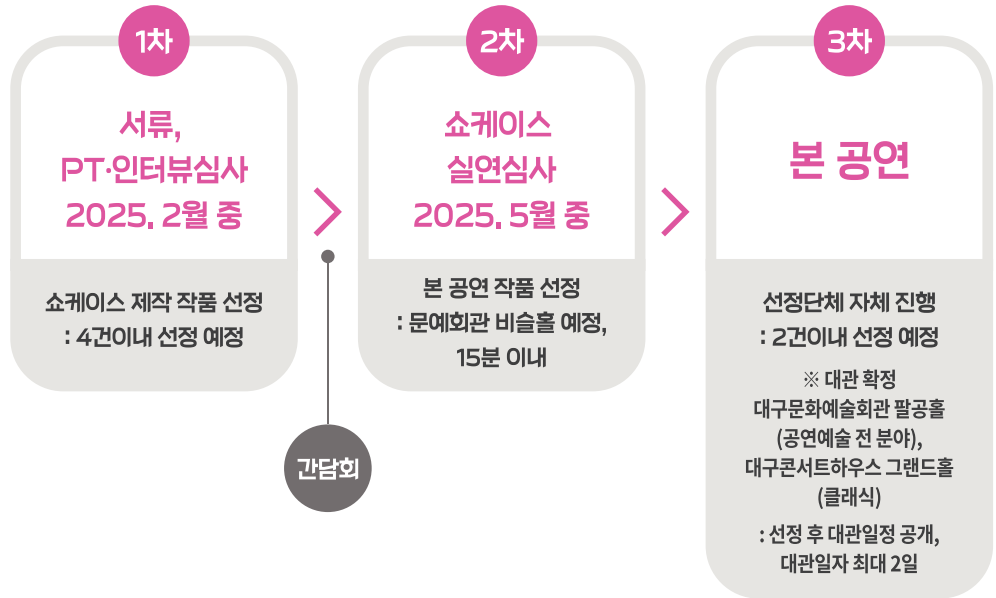 1차
서류,
PT·인터뷰심사
2025. 2월 중
쇼케이스 제작 작품 선정
: 4건이내 선정 예정
간담회
2차
쇼케이스
실연심사
2025. 5월 중
본 공연 작품 선정
: 문예회관 비슬홀 예정,
15분 이내
3차
본 공연
선정단체 자체 진행
: 2건이내 선정 예정
※ 대관 확정
대구문화예술회관 팔공홀
(공연예술 전 분야),
대구콘서트하우스 그랜드홀
(클래식)
: 선정 후 대관일정 공개,
대관일자 최대 2일